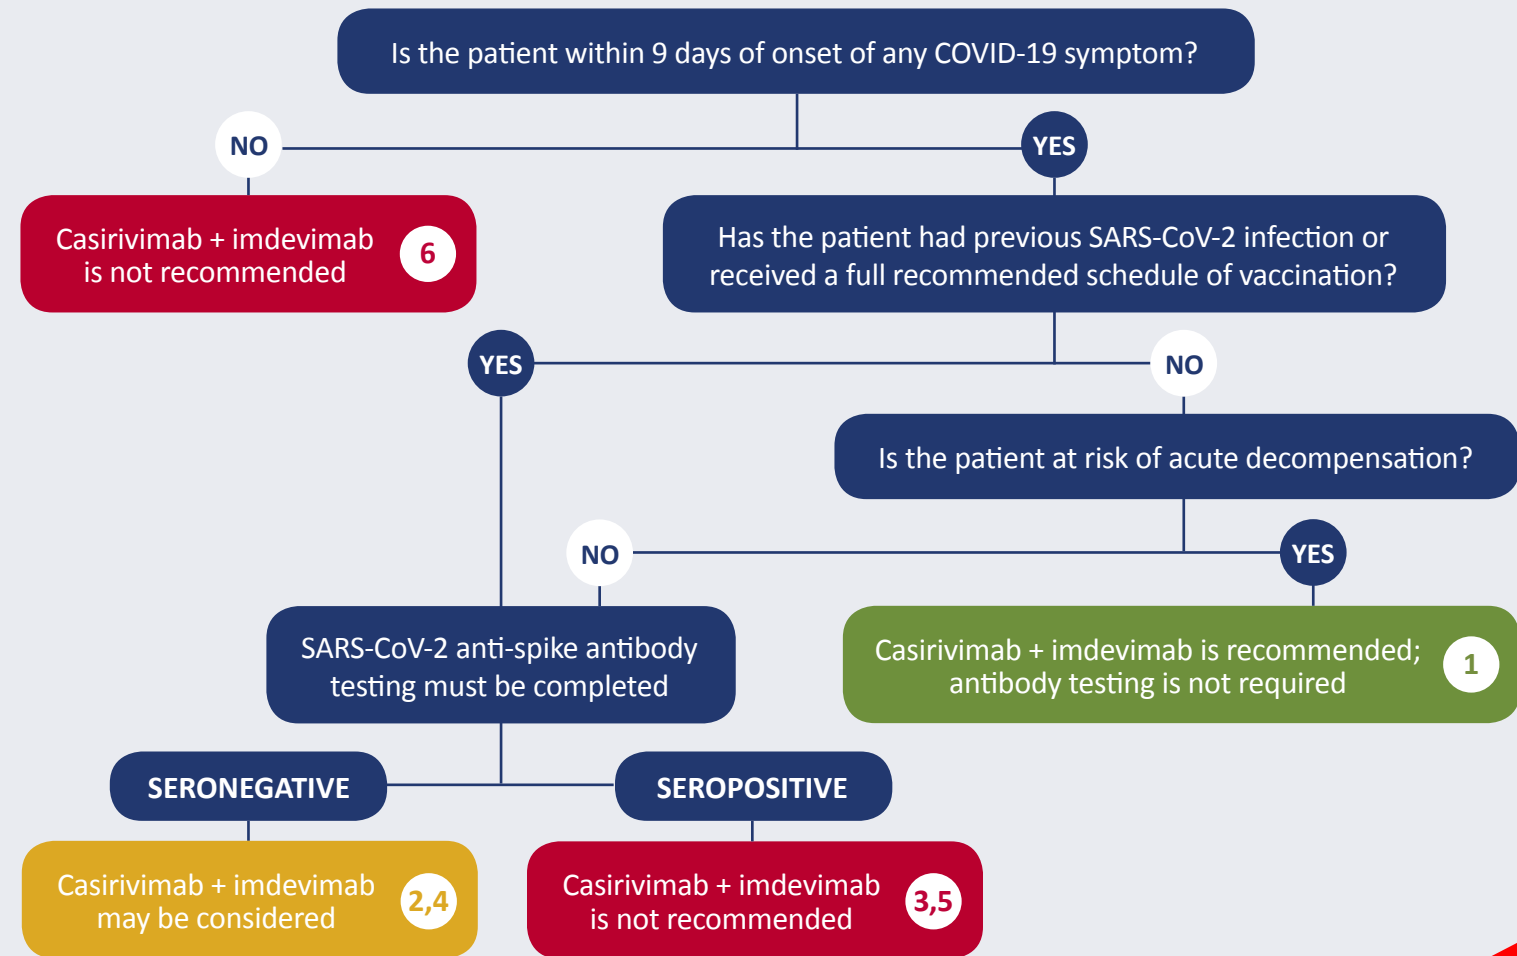 Is the patient within 9 days of onset of any COVID-19 symptom?
NO
YES
Casirivimab + imdevimab
is not recommended
6
Has the patient had previous SARS-CoV-2 infection or
received a full recommended schedule of vaccination?
YES
NO
Is the patient at risk of acute decompensation?
NO
YES
SARS-CoV-2 anti-spike antibody
testing must be completed
Casirivimab + imdevimab is recommended;
antibody testing is not required
1
SERONEGATIVE
SEROPOSITIVE
Casirivimab + imdevimab
may be considered
2,4
Casirivimab + imdevimab
is not recommended
3,5